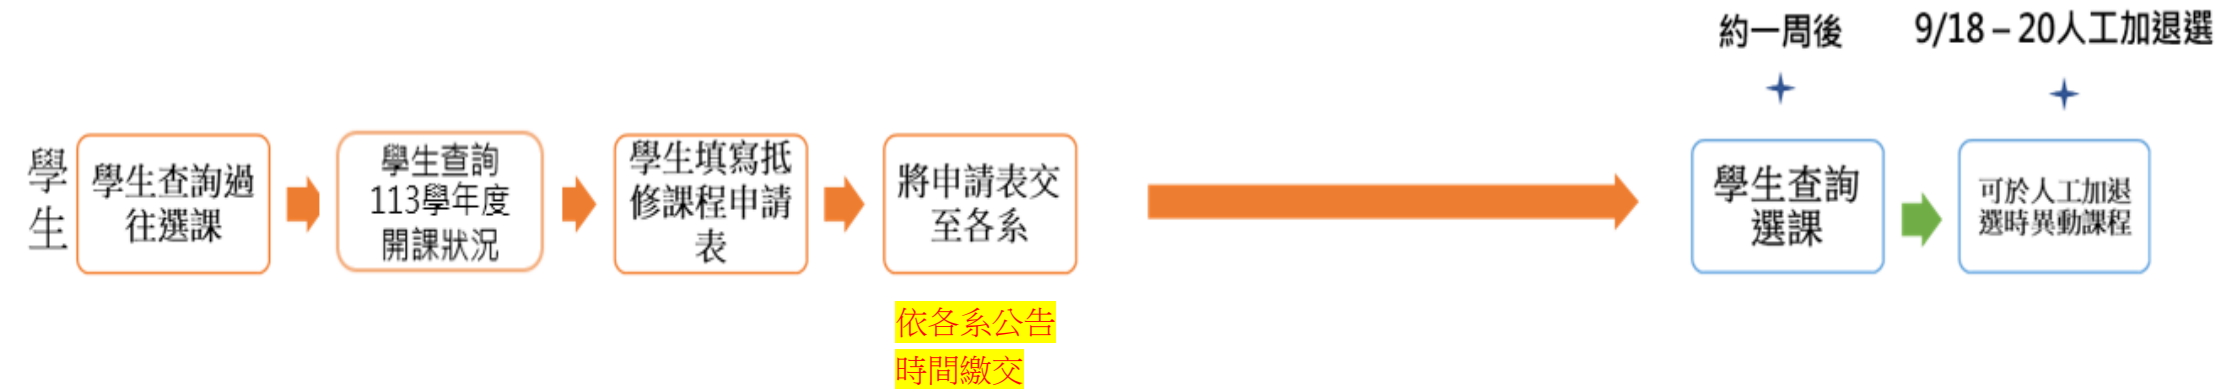 約一周後
9/18 – 20人工加退選
學
生
學生查詢過
往選課
學生查詢
113學年度
開課狀況
學生填寫抵
修課程申請
表
將申請表交
至各系
依各系公告
時間繳交
學生查詢
選課
可於人工加退
選時異動課程